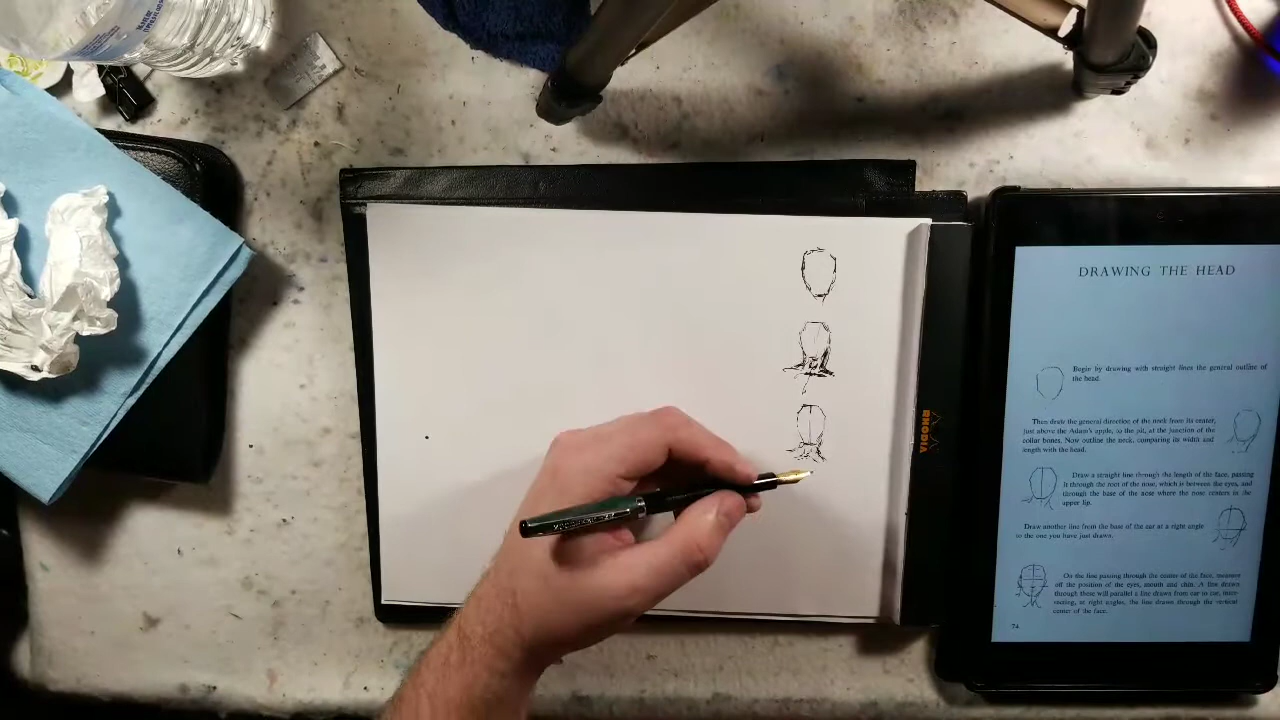 DRAWING THE HEAD
Begin by drawing with straight lines the general outline of
the head.
Then draw the general direction of the neck from its center,
just above the Adam's apple, to the pit, at the junction of the
collar bones. Now outline the neck, comparing its width and
length with the head.
Draw a straight line through the length of the face, passing
it through the root of the nose, which is between the eyes, and
through the base of the nose where the nose centers in the
upper lip.
Draw another line from the base of the ear at a right angle
to the one you have just drawn.
On the line passing through the center of the face, measure
off the position of the eyes, mouth and chin. A line drawn
through these will parallel a line drawn from ear to ear, inter-
secting, at right angles, the line drawn through the vertical
center of the face.
74
RHODIA